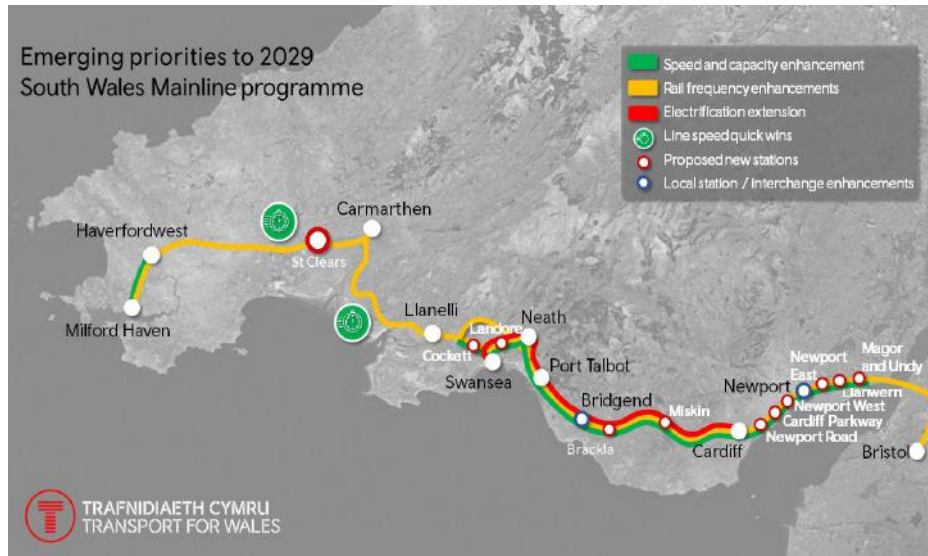 Emerging priorities to 2029
South Wales Mainline programme
Speed and capacity enhancement
Rail frequency enhancements
Electrification extension
Line speed quick wins
Proposed new stations
Local station / interchange enhancements
Carmarthen
Haverfordwest
St Clears
Milford Haven
Llanelli
Landore
Neath
Cockett
Swansea
Port Talbot
Bridgend
Brackla
Miskin
Cardiff
Newport
Newport
East
Magor
and Undy
Llanwern
Newport West
Cardiff Parkway
Newport Road
Bristol
TRAFNIDIAETH CYMRU
TRANSPORT FOR WALES